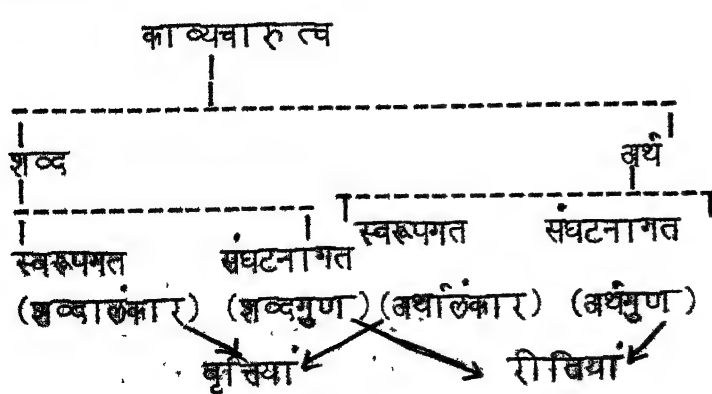 काव्यचारुत्व
शब्द अर्थ
स्वरूपगत संघटनागत स्वरूपगत संघटनागत
(शब्दालंकार) (शब्दगुण) (अर्थालंकार) (अर्थगुण)
वृत्तियां रीतियां